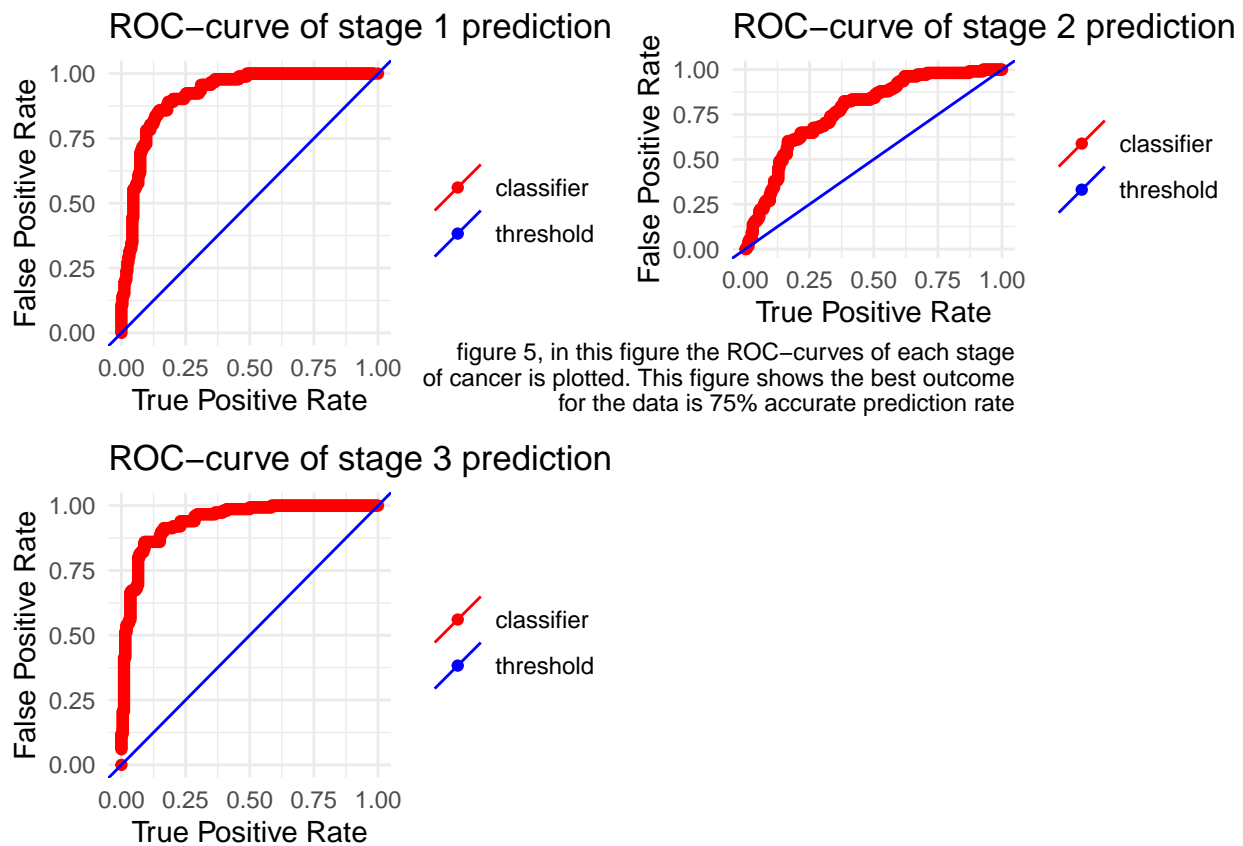 ROC−curve of stage 1 prediction
False Positive Rate
1.00
0.75
0.50
0.25
0.00
0.00 0.25 0.50 0.75 1.00
True Positive Rate
classifier
threshold
ROC−curve of stage 2 prediction
False Positive Rate
1.00
0.75
0.50
0.25
0.00
0.00 0.25 0.50 0.75 1.00
True Positive Rate
classifier
threshold
figure 5, in this figure the ROC−curves of each stage
of cancer is plotted. This figure shows the best outcome
for the data is 75% accurate prediction rate
ROC−curve of stage 3 prediction
False Positive Rate
1.00
0.75
0.50
0.25
0.00
0.00 0.25 0.50 0.75 1.00
True Positive Rate
classifier
threshold